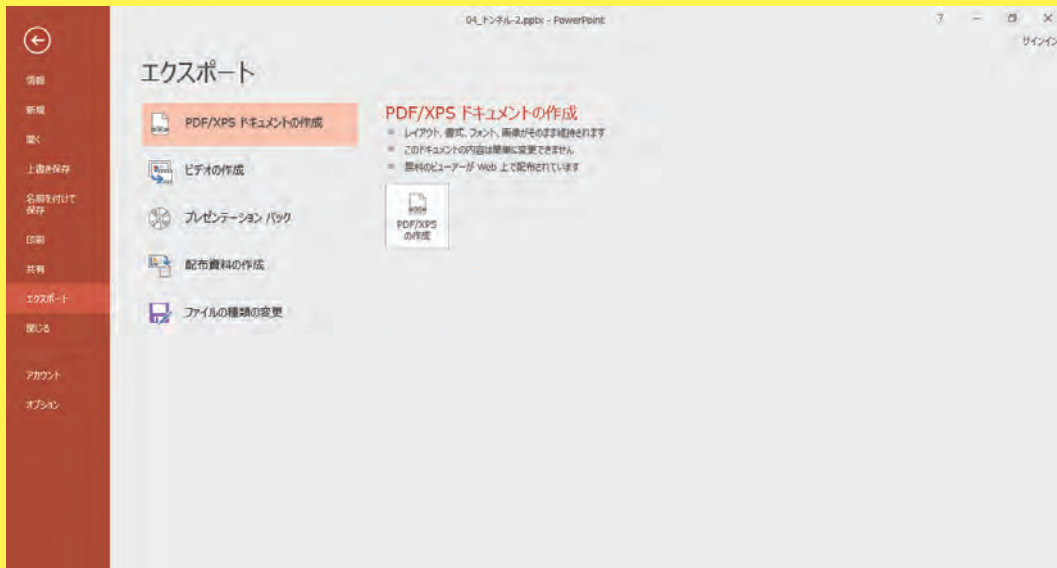 04_トンネル-2.pptx - PowerPoint
?
サインイン
情報
新規
開く
上書き保存
名前を付けて
保存
印刷
共有
エクスポート
閉じる
アカウント
オプション
エクスポート
PDF/XPS ドキュメントの作成
ビデオの作成
プレゼンテーション パック
配布資料の作成
ファイルの種類の変更
PDF/XPS ドキュメントの作成
レイアウト、書式、フォント、画像がそのまま維持されます
このドキュメントの内容は簡単に変更できません
無料のビューアーが Web 上で配布されています
PDF/XPS
の作成